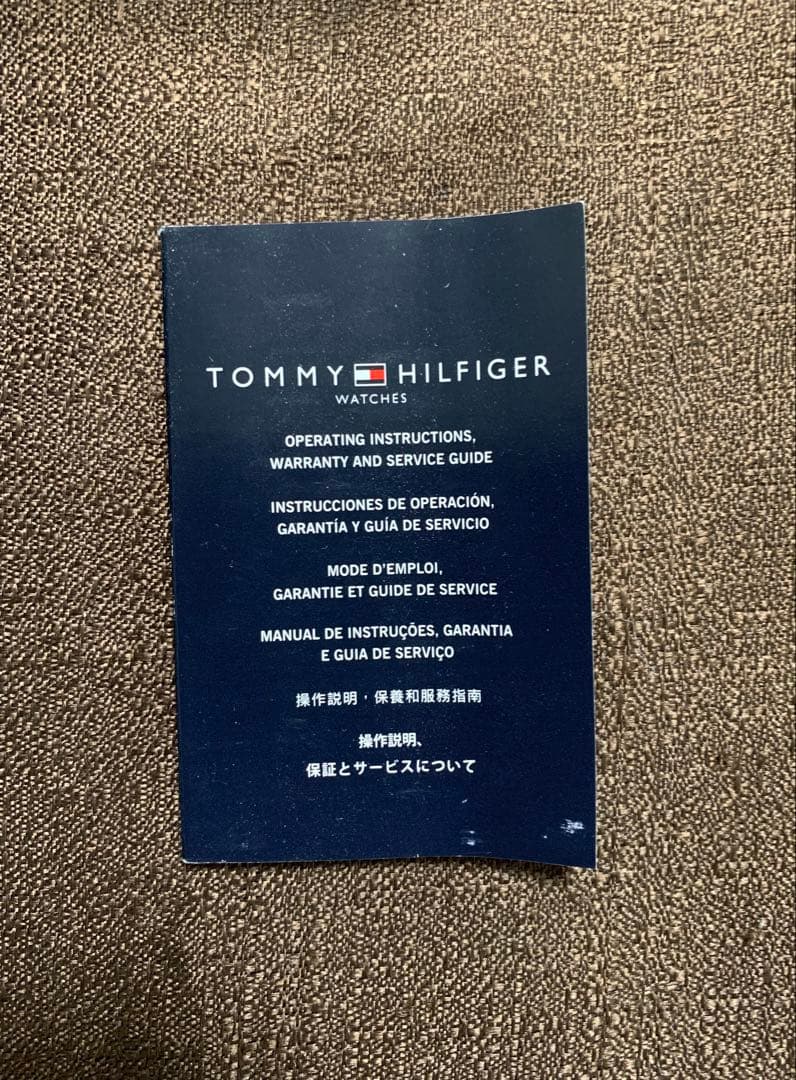 TOMMY HILFIGER
WATCHES
OPERATING INSTRUCTIONS,
WARRANTY AND SERVICE GUIDE
INSTRUCCIONES DE OPERACIÓN,
GARANTÍA Y GUÍA DE SERVICIO
MODE D'EMPLOI,
GARANTIE ET GUIDE DE SERVICE
MANUAL DE INSTRUÇÕES, GARANTIA
E GUIA DE SERVIÇO
操作説明・保養和服務指南
操作説明、
保証とサービスについて